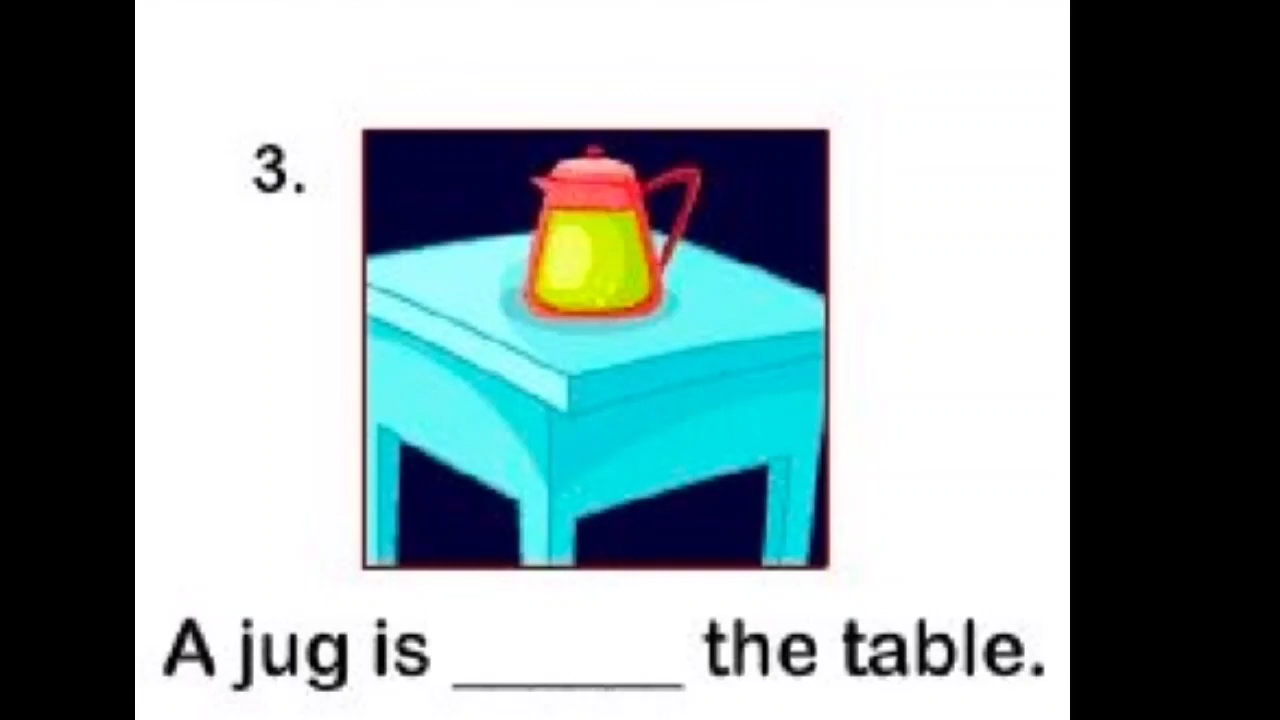 3.
A jug is ______ the table.